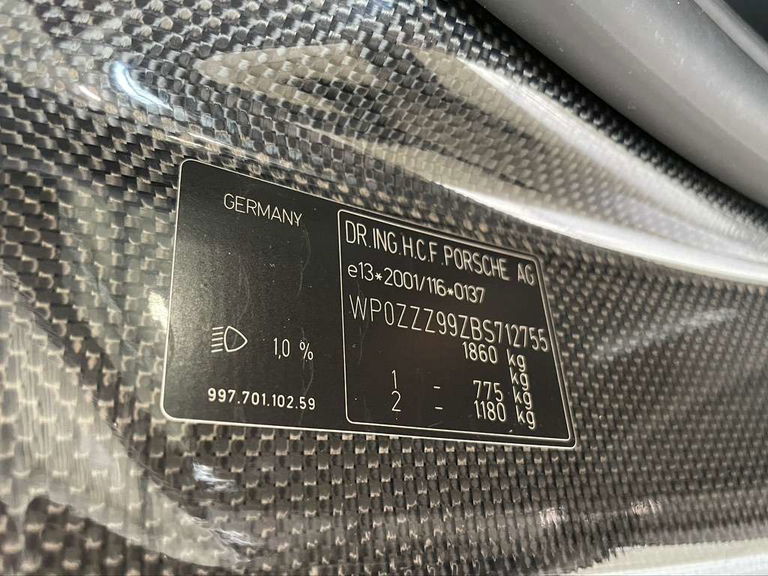 GERMANY
1,0 %
997.701.102.59
DR.ING.H.C.F.PORSCHE AG
e13*2001/116*0137
WP0ZZZ99ZBS712755
1860 kg
kg
1 - 775 kg
2 - 1180 kg